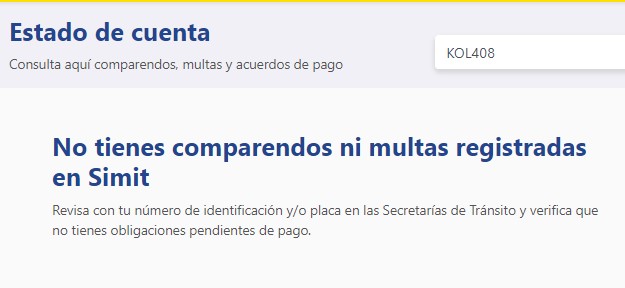 Estado de cuenta
Consulta aquí comparendos, multas y acuerdos de pago
KOL408
No tienes comparendos ni multas registradas
en Simit
Revisa con tu número de identificación y/o placa en las Secretarías de Tránsito y verifica que
no tienes obligaciones pendientes de pago.